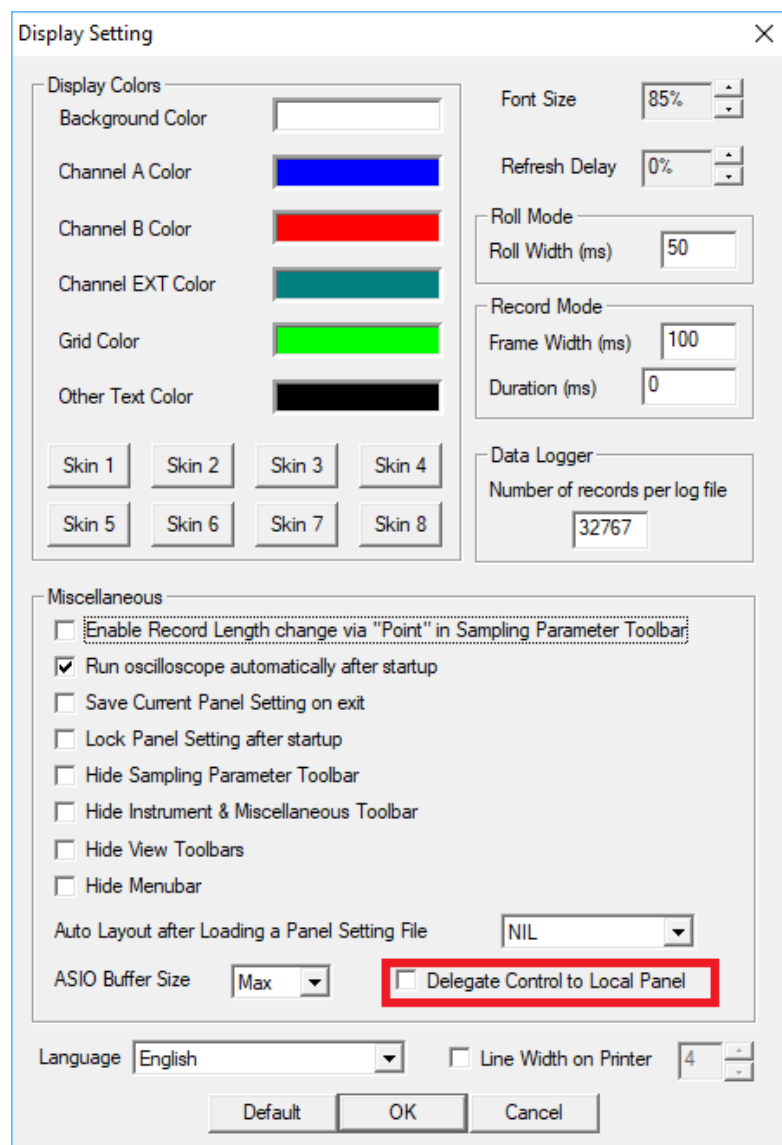 Display Setting
Display Colors
Background Color
Channel A Color
Channel B Color
Channel EXT Color
Grid Color
Other Text Color
Skin 1 Skin 2 Skin 3 Skin 4
Skin 5 Skin 6 Skin 7 Skin 8
Font Size 85%
Refresh Delay 0%
Roll Mode
Roll Width (ms) 50
Record Mode
Frame Width (ms) 100
Duration (ms) 0
Data Logger
Number of records per log file
32767
Miscellaneous
Enable Record Length change via "Point" in Sampling Parameter Toolbar
Run oscilloscope automatically after startup
Save Current Panel Setting on exit
Lock Panel Setting after startup
Hide Sampling Parameter Toolbar
Hide Instrument & Miscellaneous Toolbar
Hide View Toolbars
Hide Menubar
Auto Layout after Loading a Panel Setting File NIL
ASIO Buffer Size Max Delegate Control to Local Panel
Language English Line Width on Printer 4
Default OK Cancel